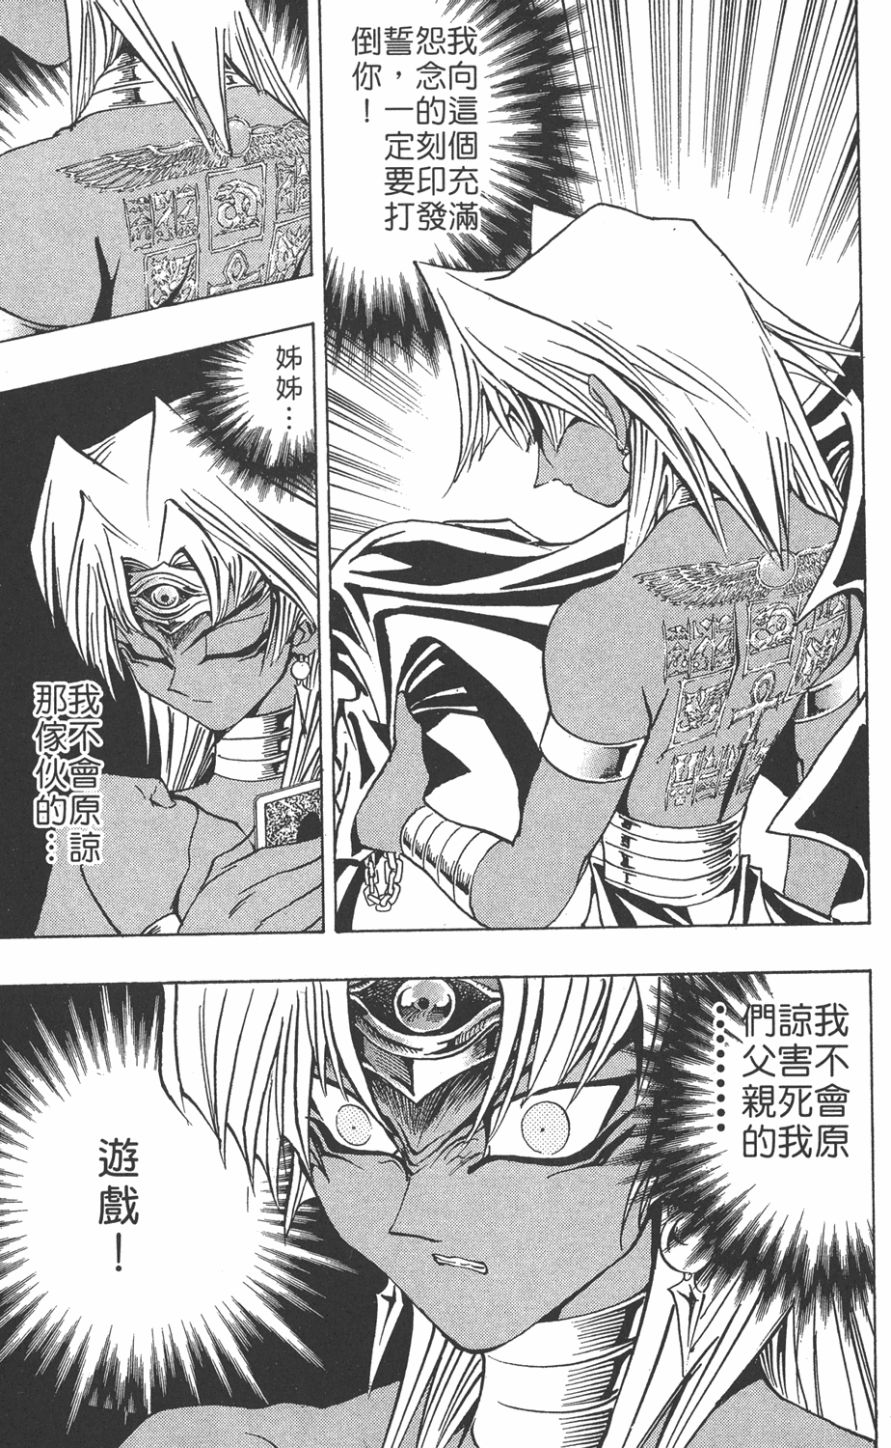 我向這個充滿
怨念的刻印發
誓，一定要打
倒你！
姊姊…
我不會原諒
那傢伙的…
我不會原
諒害死我
們父親的
………
遊戲！